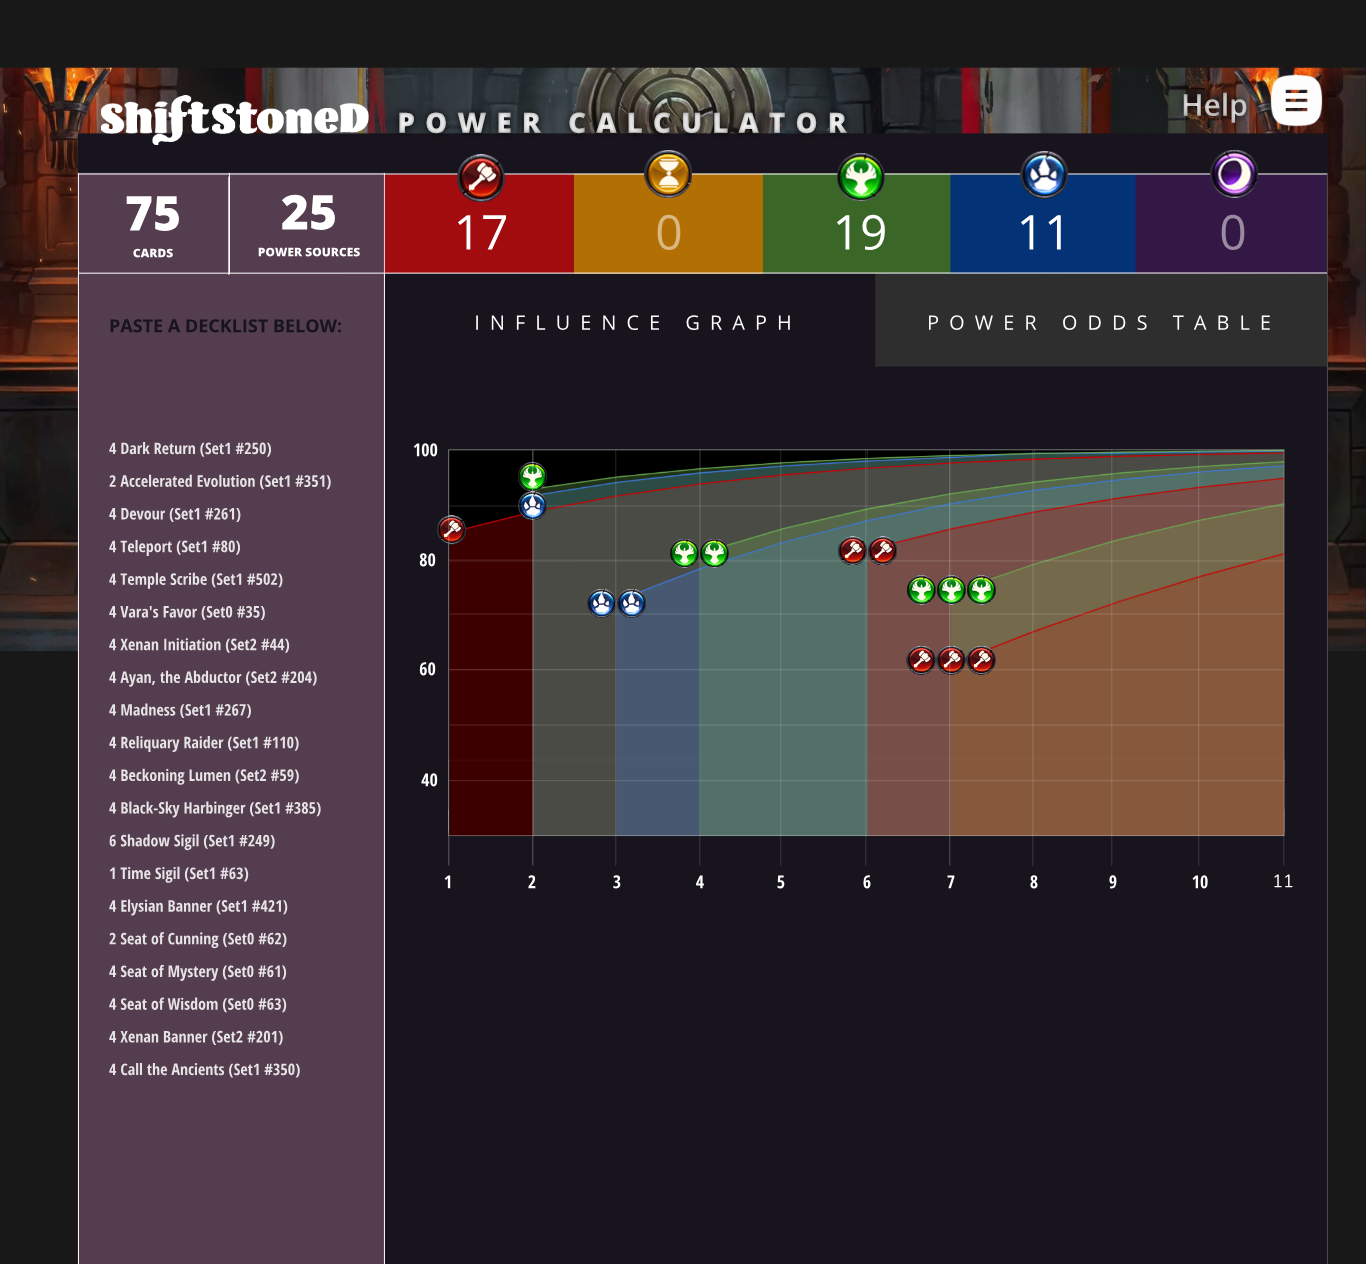 ShiftStoneD
POWER CALCULATOR
Help
75
CARDS
25
POWER SOURCES
17
0
19
11
0
PASTE A DECKLIST BELOW:
INFLUENCE GRAPH
POWER ODDS TABLE
4 Dark Return (Set1 #250)
2 Accelerated Evolution (Set1 #351)
4 Devour (Set1 #261)
4 Teleport (Set1 #80)
4 Temple Scribe (Set1 #502)
4 Vara's Favor (Set0 #35)
4 Xenan Initiation (Set2 #44)
4 Ayan, the Abductor (Set2 #204)
4 Madness (Set1 #267)
4 Reliquary Raider (Set1 #110)
4 Beckoning Lumen (Set2 #59)
4 Black-Sky Harbinger (Set1 #385)
6 Shadow Sigil (Set1 #249)
1 Time Sigil (Set1 #63)
4 Elysian Banner (Set1 #421)
2 Seat of Cunning (Set0 #62)
4 Seat of Mystery (Set0 #61)
4 Seat of Wisdom (Set0 #63)
4 Xenan Banner (Set2 #201)
4 Call the Ancients (Set1 #350)
100
80
60
40
1 2 3 4 5 6 7 8 9 10 11